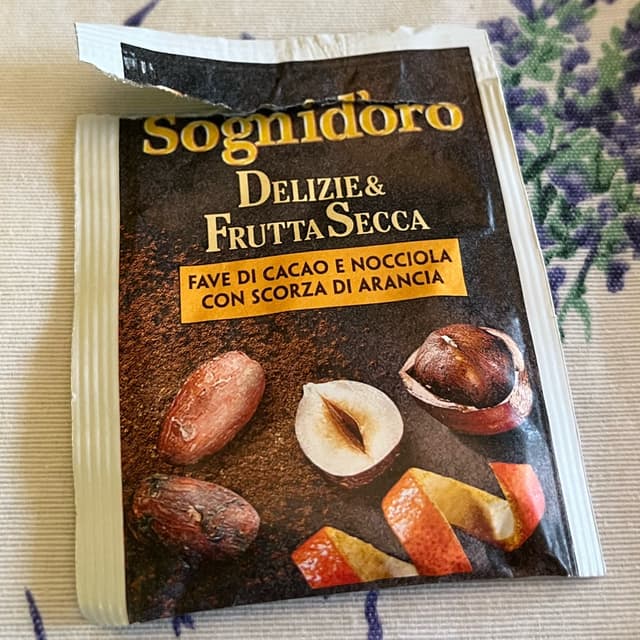 Sognid'oro
DELIZIE &
FRUTTA SECCA
FAVE DI CACAO E NOCCIOLA
CON SCORZA DI ARANCIA